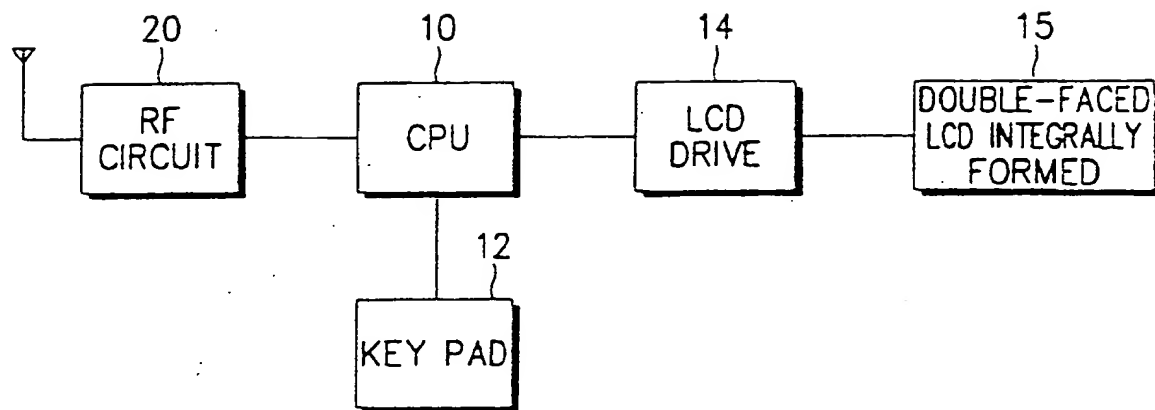 20
10
14
15
RF
CIRCUIT
CPU
LCD
DRIVE
DOUBLE-FACED
LCD INTEGRALLY
FORMED
12
KEY PAD